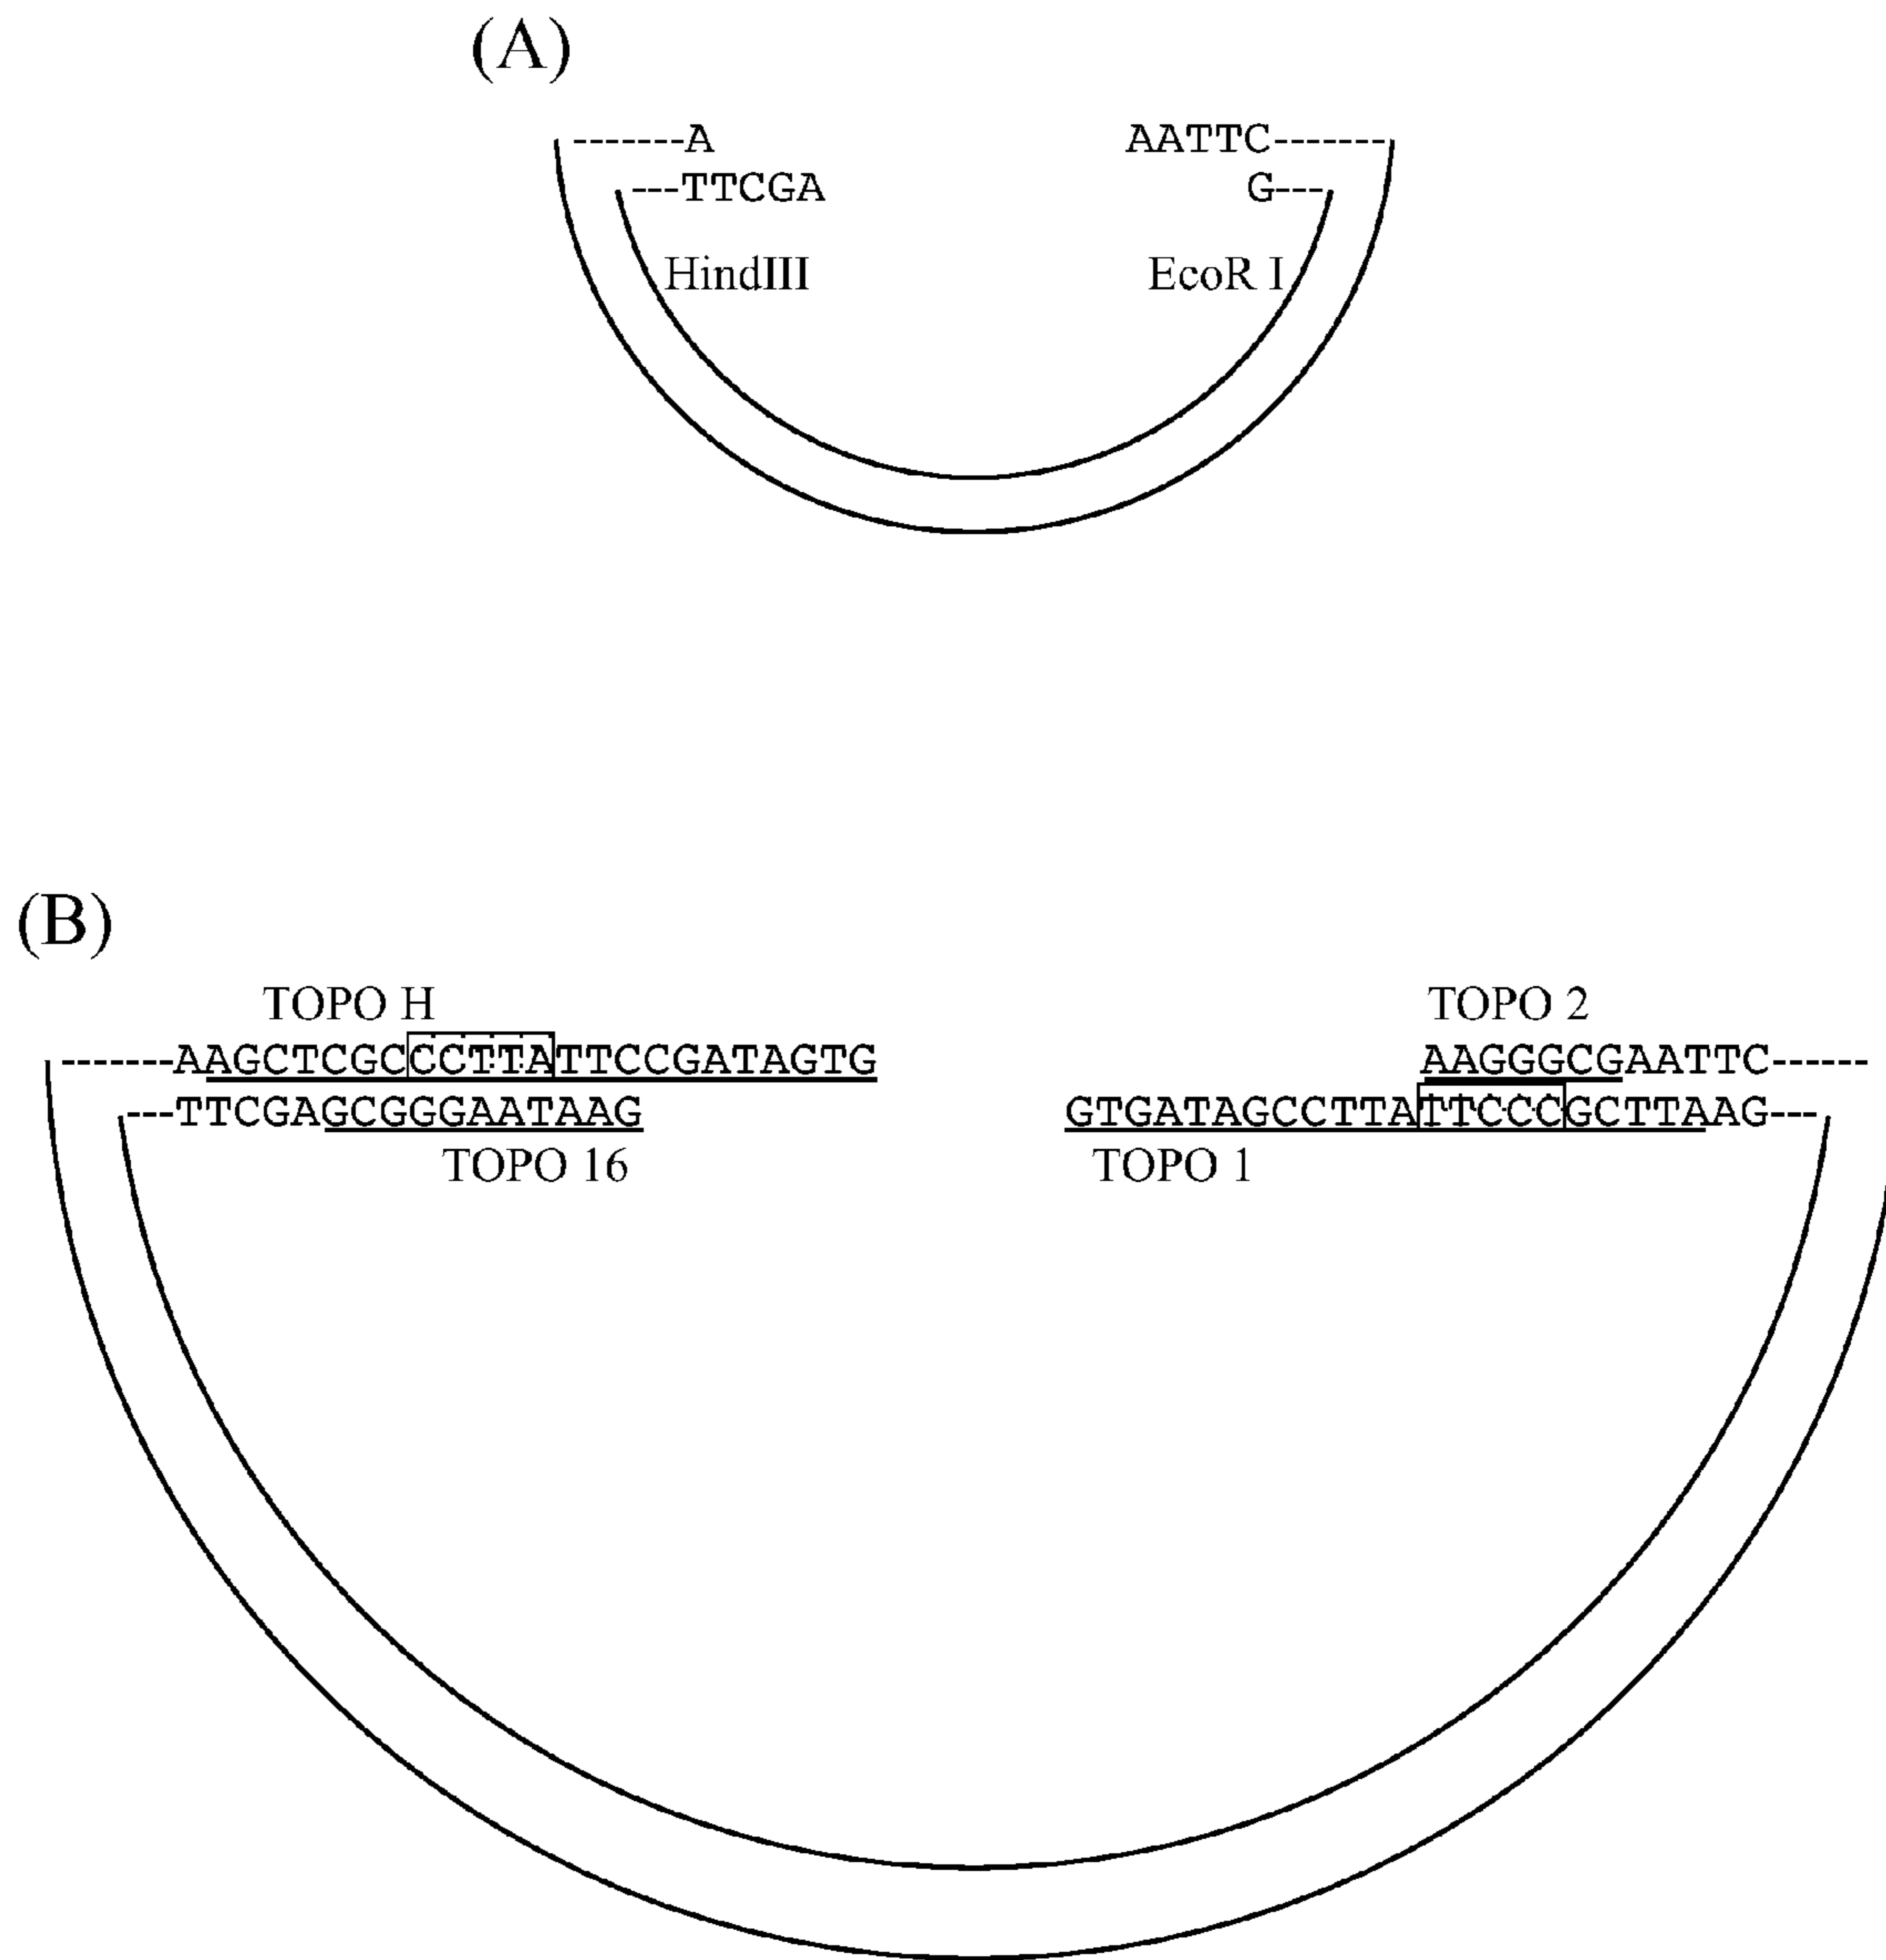 (A)
-------A AATTC-------
---TTCGA G---
HindIII EcoR I
(B)
TOPO H TOPO 2
-------AAGCTCGCCCTTATTCCGATAGTG AAGGGCGAATTC------
---TTCGAGCGGGAATAAG GTGATAGCCTTATTCCCGCTTAAG---
TOPO 16 TOPO 1